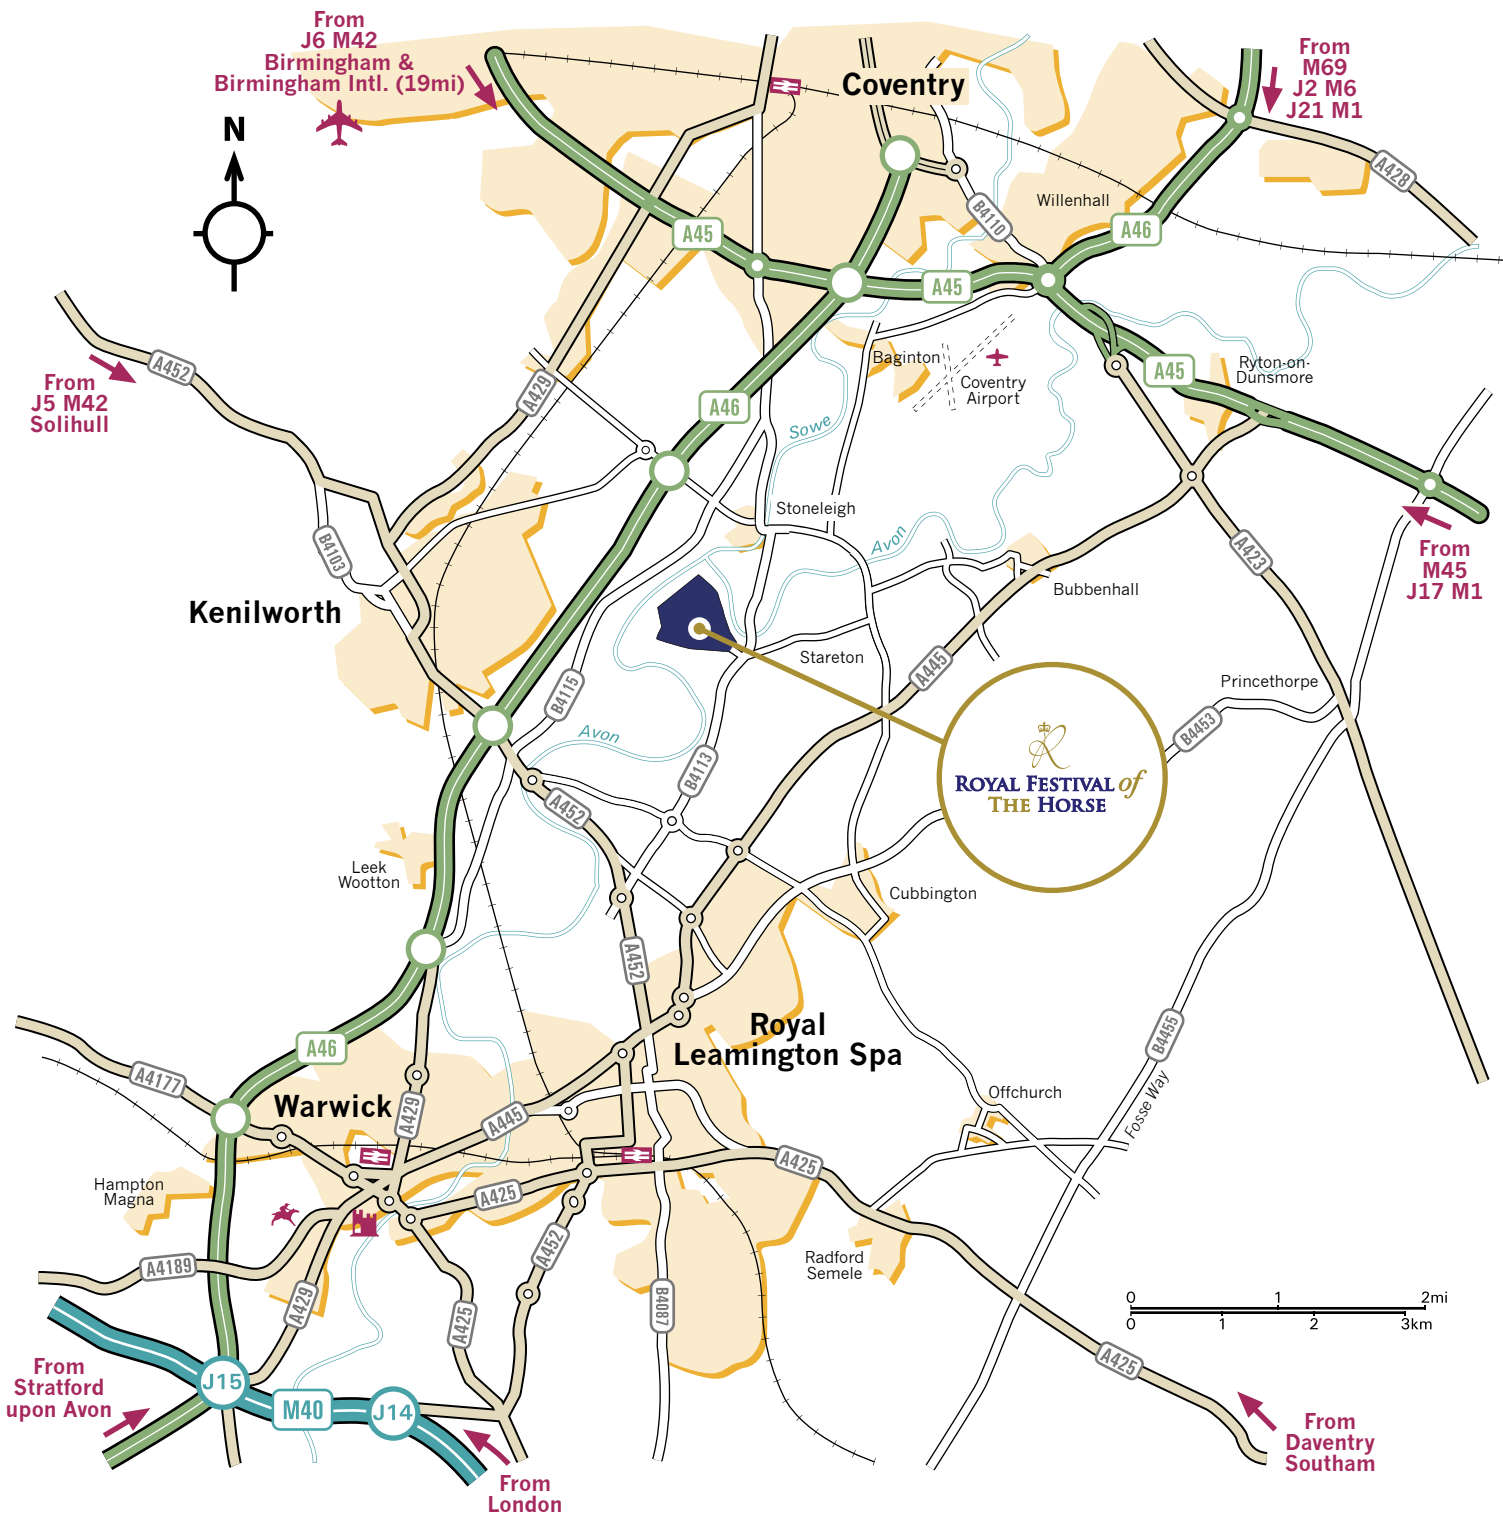 From
J6 M42
Birmingham &
Birmingham Intl. (19mi)
Coventry
From
M69
J2 M6
J21 M1
N
A428
Willenhall
B4110
A46
A45
A45
A452
From
J5 M42
Solihull
A429
A46
Baginton
Coventry
Airport
A45
Ryton-on-
Dunsmore
Sowe
Stoneleigh
Avon
B4103
A423
From
M45
J17 M1
Bubbenhall
Kenilworth
Stareton
A445
B4115
Princethorpe
B4453
Avon
B4113
ROYAL FESTIVAL of
THE HORSE
A452
Leek
Wootton
Cubbington
A452
Royal
Leamington Spa
A46
B4455
A4177
Warwick
A429
A445
Offchurch
Fosse Way
A425
Hampton
Magna
A425
A452
Radford
Semele
A4189
A429
A425
B4087
0 1 2mi
0 1 2 3km
A425
From
Stratford
upon Avon
J15
M40
J14
From
Daventry
Southam
From
London